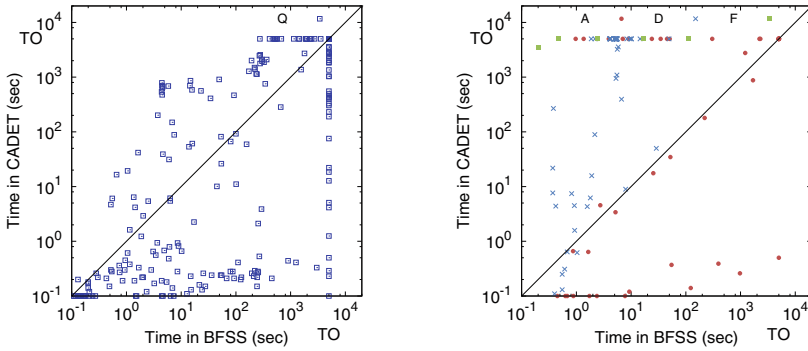 Q
10^4
TO
10^3
10^2
10^1
10^0
10^-1
Time in CADET (sec)
10^-1 10^0 10^1 10^2 10^3 10^4
Time in BFSS (sec) TO
A D F
10^4
TO
10^3
10^2
10^1
10^0
10^-1
Time in CADET (sec)
10^-1 10^0 10^1 10^2 10^3 10^4
Time in BFSS (sec) TO